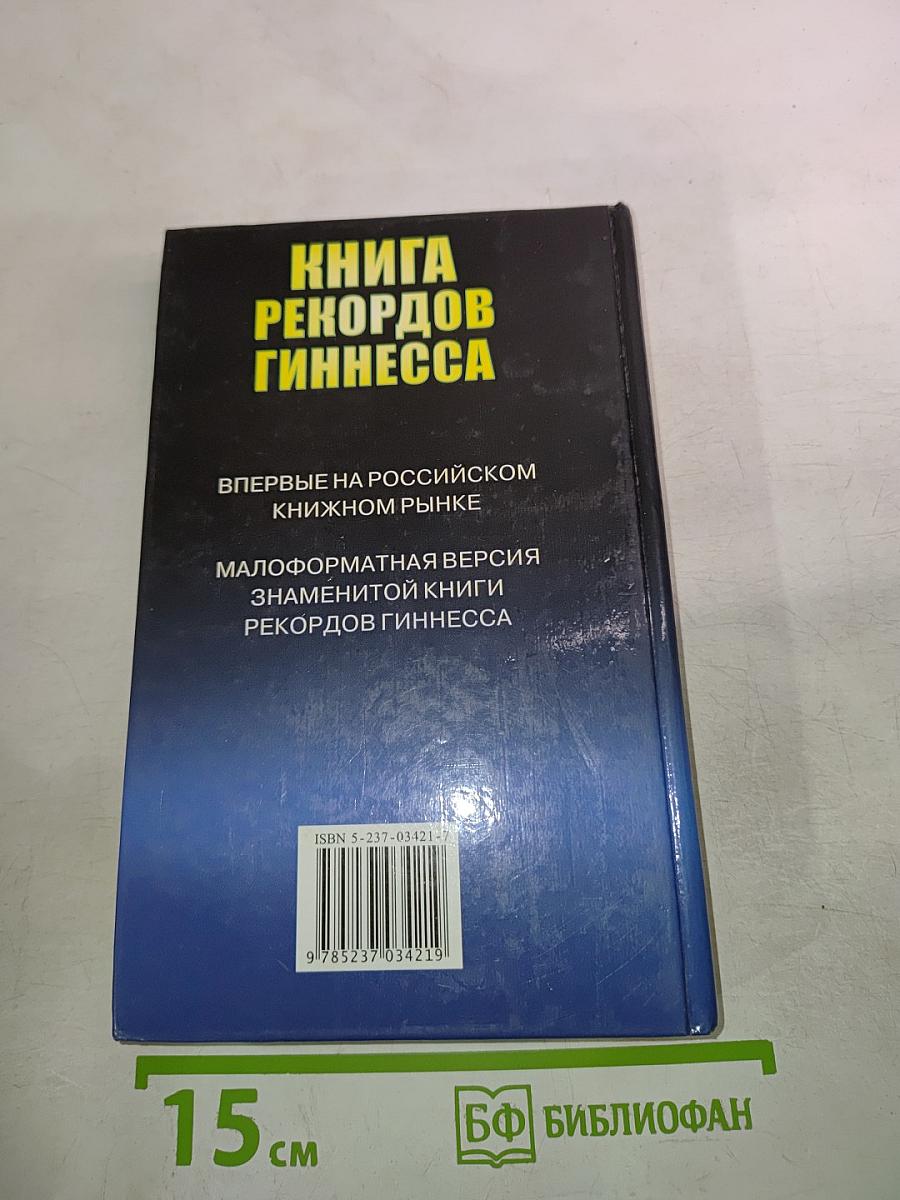 КНИГА
РЕКОРДОВ
ГИННЕССА
ВПЕРВЫЕ НА РОССИЙСКОМ
КНИЖНОМ РЫНКЕ
МАЛОФОРМАТНАЯ ВЕРСИЯ
ЗНАМЕНИТОЙ КНИГИ
РЕКОРДОВ ГИННЕССА
ISBN 5-237-03421-7
9 785237 034219
15 см
БФ БИБЛИОФАН